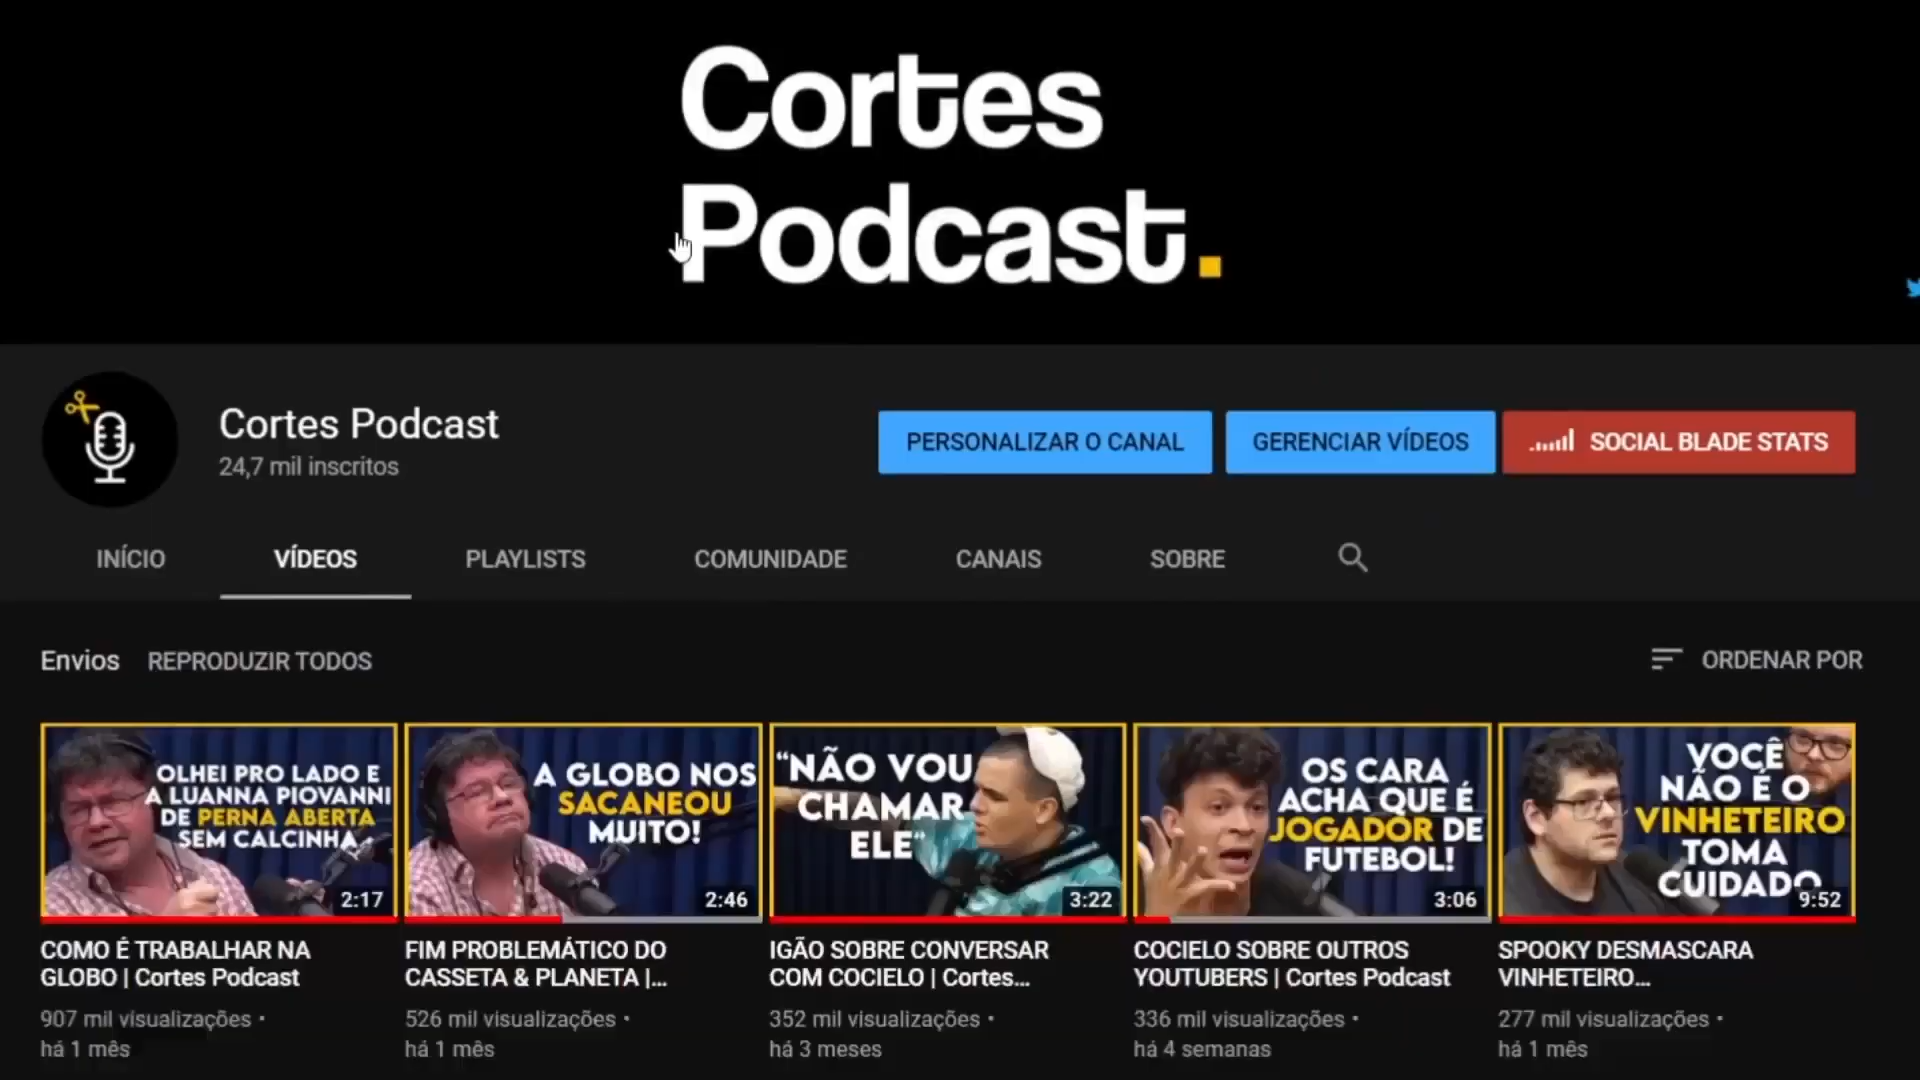 Cortes
Podcast.
Cortes Podcast
24,7 mil inscritos
PERSONALIZAR O CANAL
GERENCIAR VÍDEOS
SOCIAL BLADE STATS
INÍCIO
VÍDEOS
PLAYLISTS
COMUNIDADE
CANAIS
SOBRE
Envios
REPRODUZIR TODOS
ORDENAR POR
OLHEI PRO LADO E
A LUANNA PIOVANNI
DE PERNA ABERTA
SEM CALCINHA
2:17
COMO É TRABALHAR NA
GLOBO | Cortes Podcast
907 mil visualizações •
há 1 mês
A GLOBO NOS
SACANEOU
MUITO!
2:46
FIM PROBLEMÁTICO DO
CASSETA & PLANETA |...
526 mil visualizações •
há 1 mês
“NÃO VOU
CHAMAR
ELE“
3:22
IGÃO SOBRE CONVERSAR
COM COCIELO | Cortes...
352 mil visualizações •
há 3 meses
OS CARA
ACHA QUE É
JOGADOR DE
FUTEBOL!
3:06
COCIELO SOBRE OUTROS
YOUTUBERS | Cortes Podcast
336 mil visualizações •
há 4 semanas
VOCÊ
NÃO É O
VINHETEIRO
TOMA
CUIDADO
9:52
SPOOKY DESMASCARA
VINHETEIRO...
277 mil visualizações •
há 1 mês